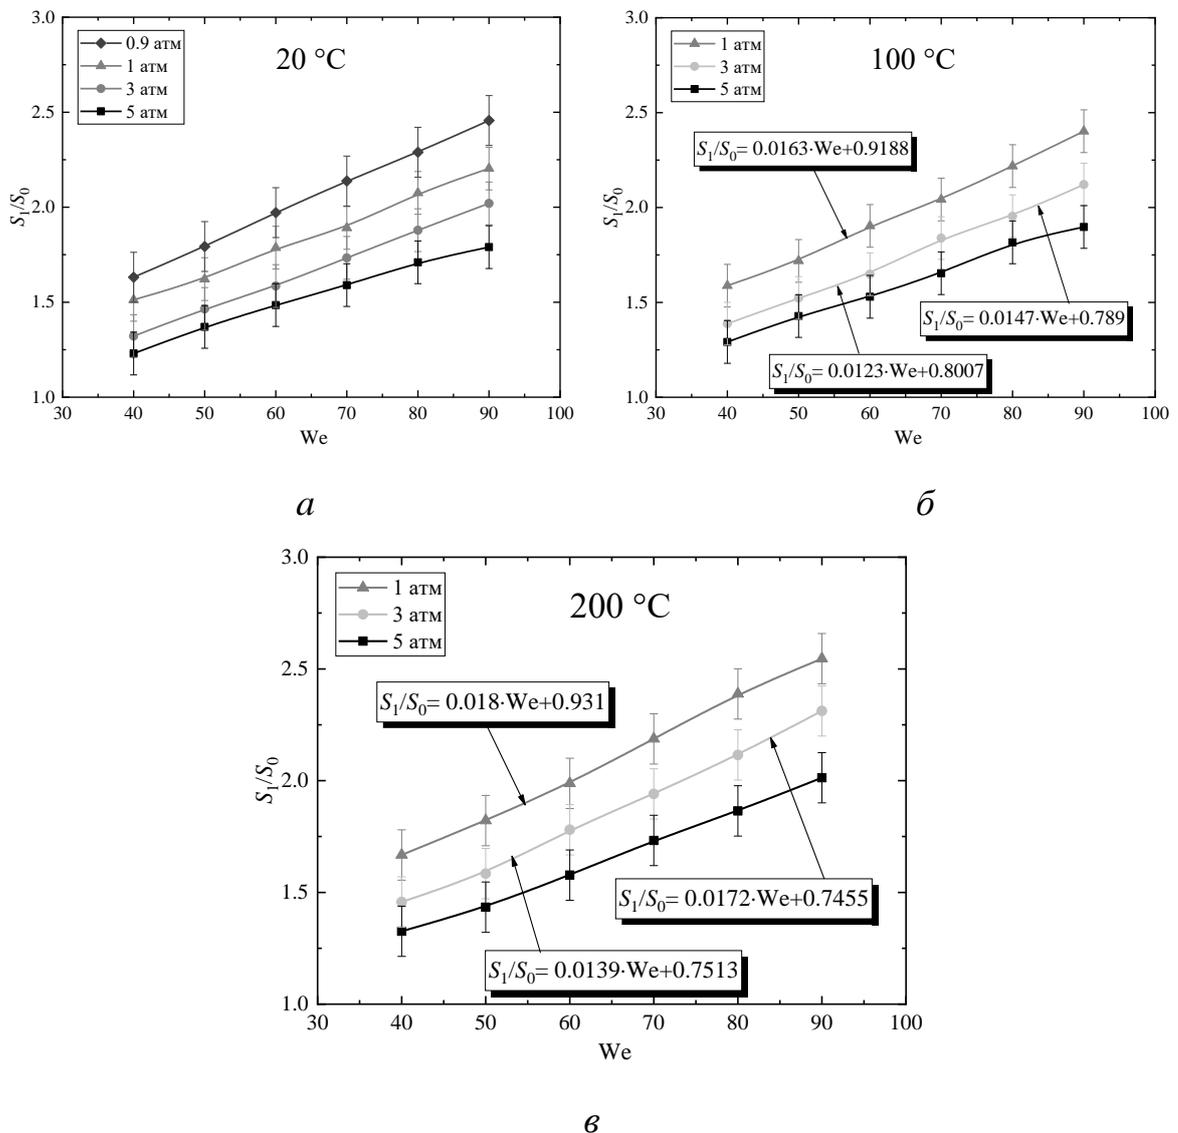 3.0
2.5
2.0
1.5
1.0
S1/S0
0.9 атм
1 атм
3 атм
5 атм
20 °C
30 40 50 60 70 80 90 100
We
а
3.0
2.5
2.0
1.5
1.0
S1/S0
1 атм
3 атм
5 атм
100 °C
S1/S0= 0.0163·We+0.9188
S1/S0= 0.0147·We+0.789
S1/S0= 0.0123·We+0.8007
30 40 50 60 70 80 90 100
We
б
3.0
2.5
2.0
1.5
1.0
S1/S0
1 атм
3 атм
5 атм
200 °C
S1/S0= 0.018·We+0.931
S1/S0= 0.0172·We+0.7455
S1/S0= 0.0139·We+0.7513
30 40 50 60 70 80 90 100
We
в